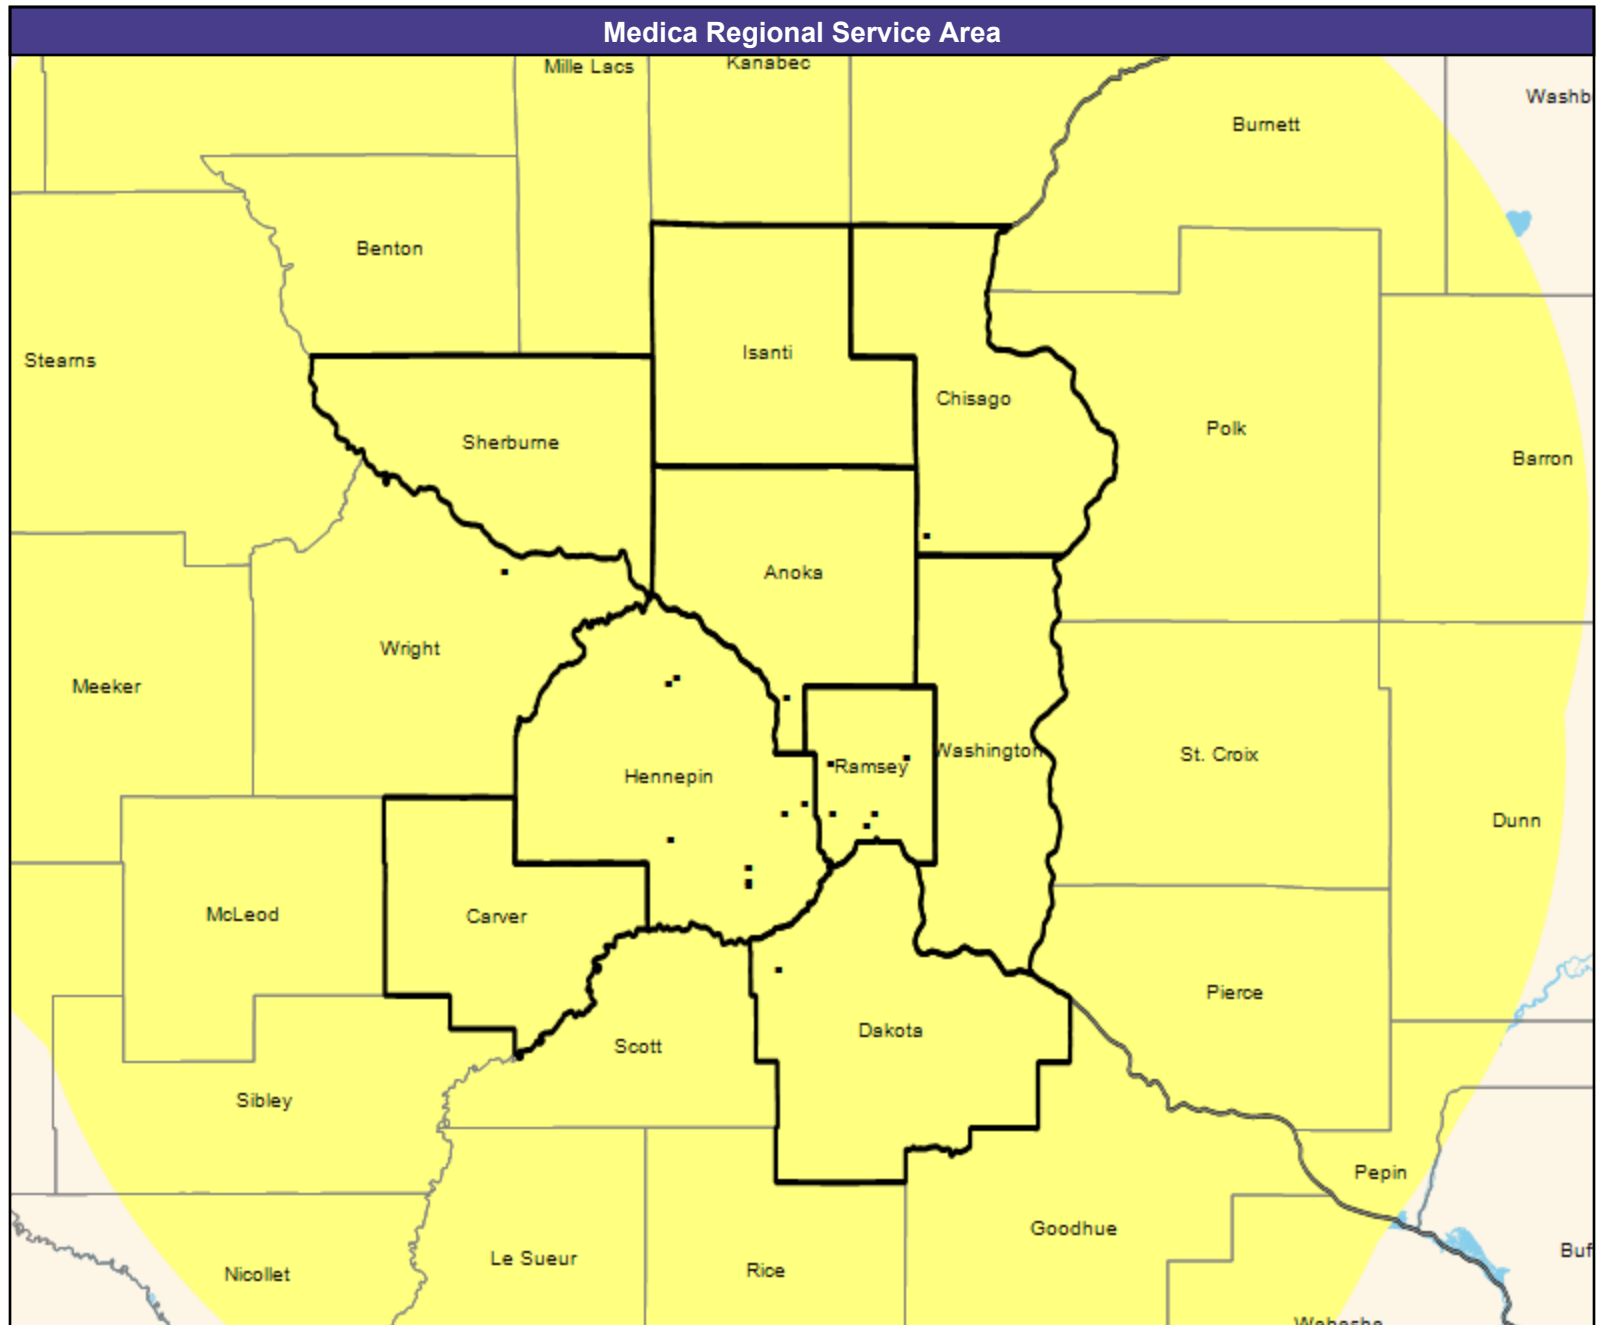 Medica Regional Service Area
Mille Lacs
Kanabec
Washb
Burnett
Benton
Isanti
Stearns
Chisago
Polk
Sherburne
Barron
Anoka
Wright
Meeker
Washington
St. Croix
Ramsey
Hennepin
Dunn
McLeod
Carver
Pierce
Dakota
Scott
Sibley
Pepin
Goodhue
Buf
Le Sueur
Rice
Nicollet